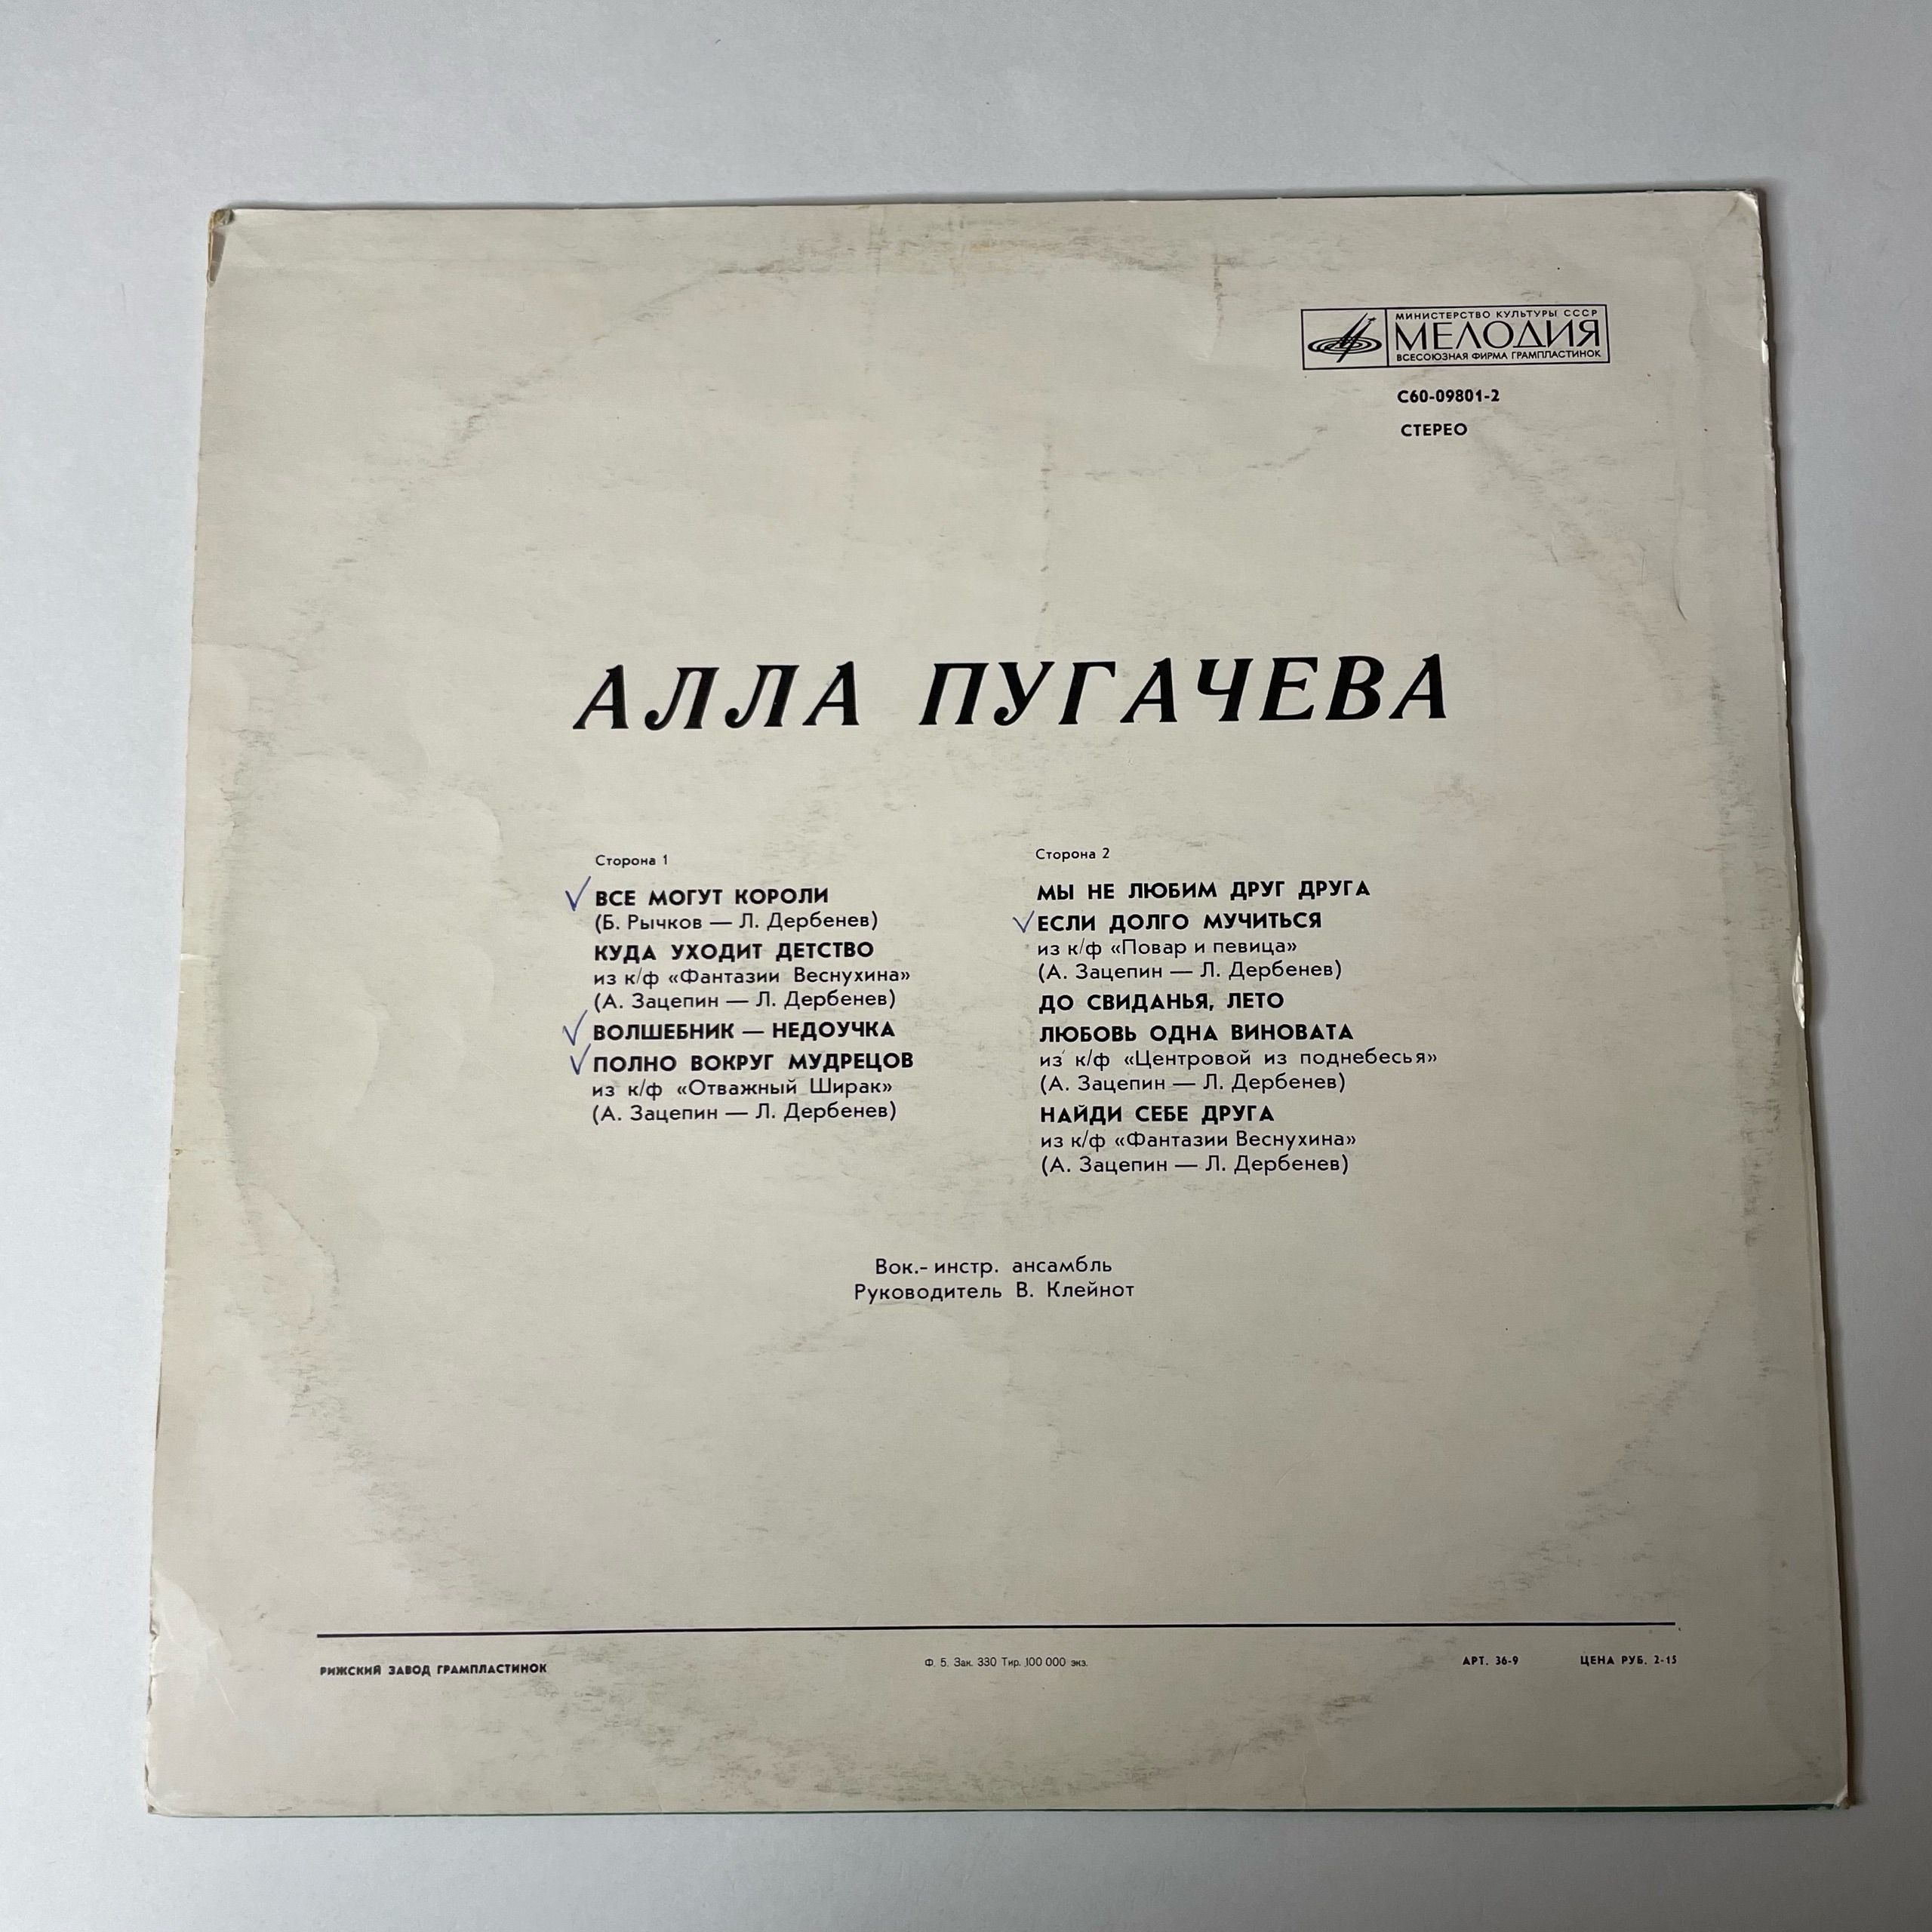 МИНИСТЕРСТВО КУЛЬТУРЫ СССР
МЕЛОДИЯ
ВСЕСОЮЗНАЯ ФИРМА ГРАМПЛАСТИНОК
С60-09801-2
СТЕРЕО
АЛЛА ПУГАЧЕВА
Сторона 1
ВСЕ МОГУТ КОРОЛИ
(Б. Рычков — Л. Дербенев)
КУДА УХОДИТ ДЕТСТВО
из к/ф «Фантазии Веснухина»
(А. Зацепин — Л. Дербенев)
ВОЛШЕБНИК — НЕДОУЧКА
ПОЛНО ВОКРУГ МУДРЕЦОВ
из к/ф «Отважный Ширак»
(А. Зацепин — Л. Дербенев)
Сторона 2
МЫ НЕ ЛЮБИМ ДРУГ ДРУГА
ЕСЛИ ДОЛГО МУЧИТЬСЯ
из к/ф «Повар и певица»
(А. Зацепин — Л. Дербенев)
ДО СВИДАНЬЯ, ЛЕТО
ЛЮБОВЬ ОДНА ВИНОВАТА
из к/ф «Центровой из поднебесья»
(А. Зацепин — Л. Дербенев)
НАЙДИ СЕБЕ ДРУГА
из к/ф «Фантазии Веснухина»
(А. Зацепин — Л. Дербенев)
Вок.-инстр. ансамбль
Руководитель В. Клейнот
РИЖСКИЙ ЗАВОД ГРАМПЛАСТИНОК
Ф. 5. Зак. 330 Тир. 100 000 экз.
АРТ. 36-9
ЦЕНА РУБ. 2-15